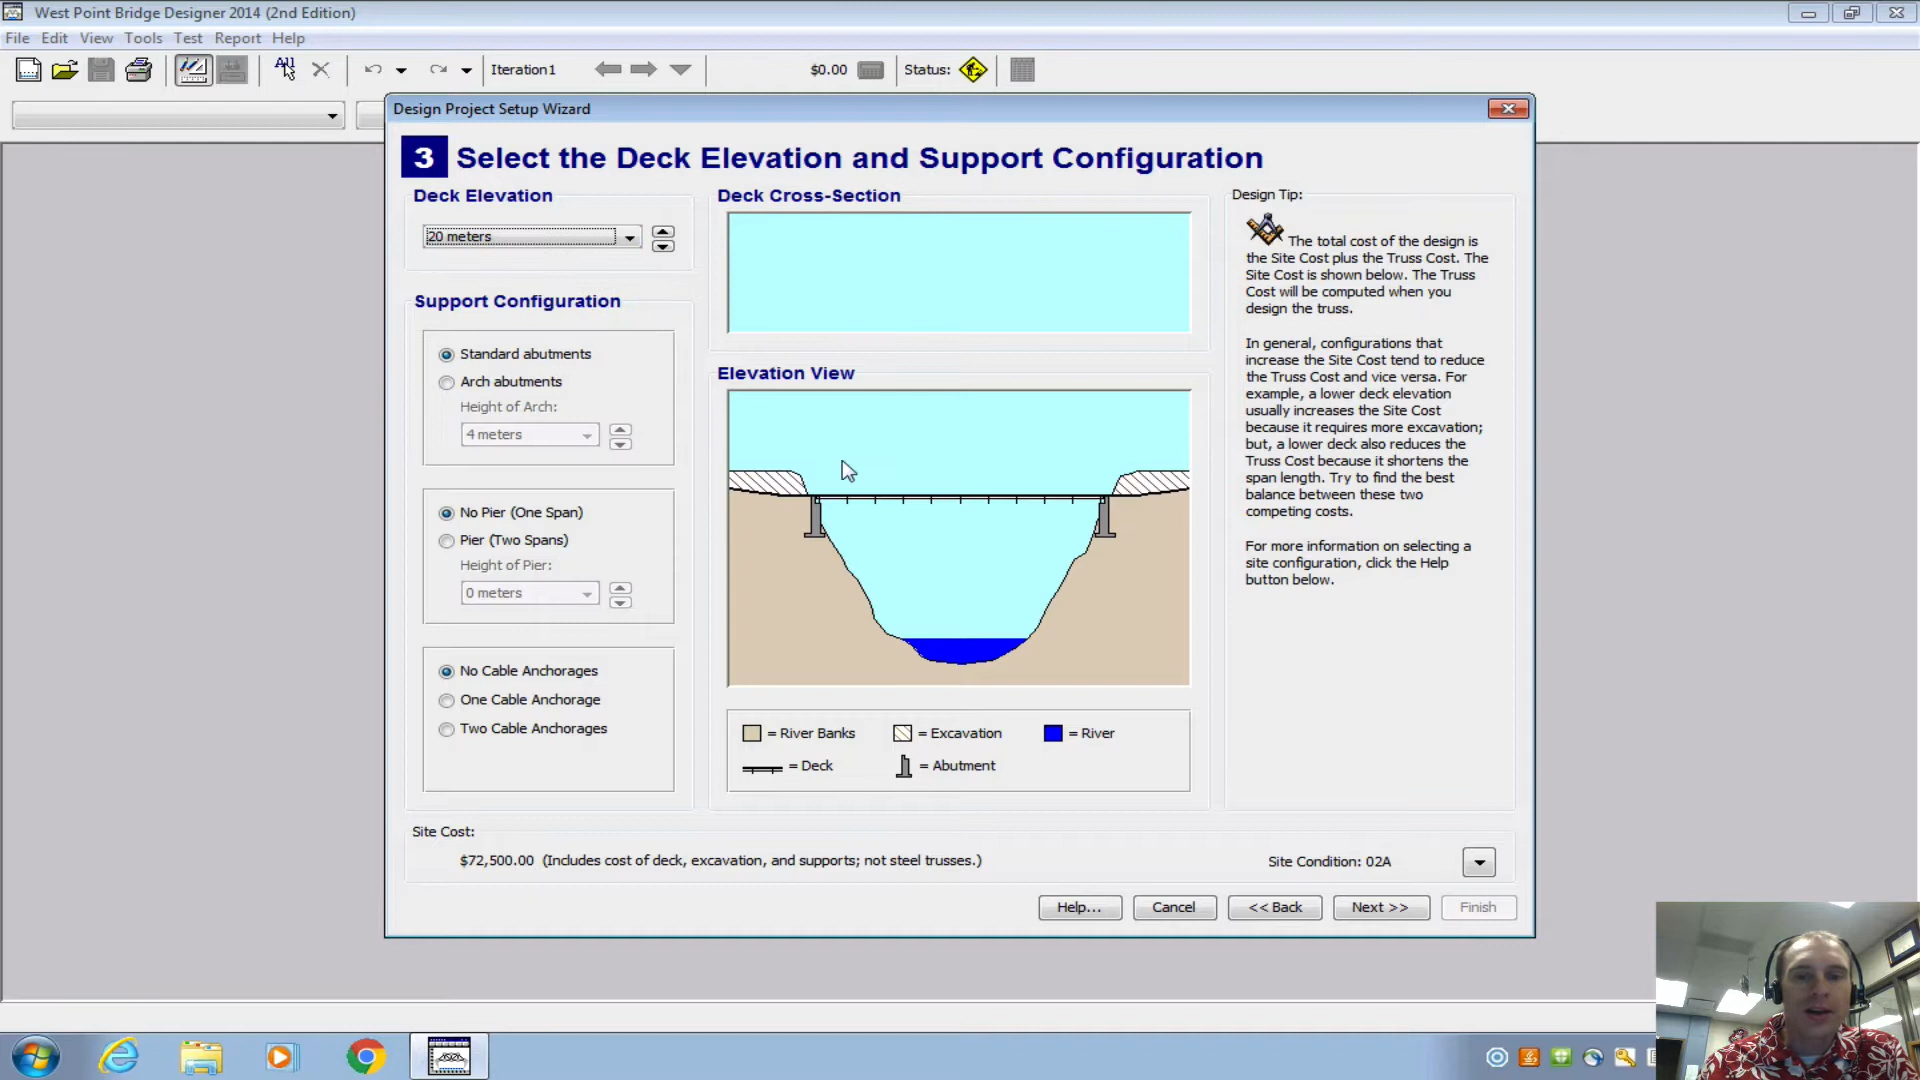 West Point Bridge Designer 2014 (2nd Edition)
File Edit View Tools Test Report Help
All Iteration1 $0.00 Status:
Design Project Setup Wizard
3 Select the Deck Elevation and Support Configuration
Deck Elevation
20 meters
Support Configuration
Standard abutments
Arch abutments
Height of Arch:
4 meters
No Pier (One Span)
Pier (Two Spans)
Height of Pier:
0 meters
No Cable Anchorages
One Cable Anchorage
Two Cable Anchorages
Deck Cross-Section
Elevation View
= River Banks = Excavation = River
= Deck = Abutment
Design Tip:
The total cost of the design is
the Site Cost plus the Truss Cost. The
Site Cost is shown below. The Truss
Cost will be computed when you
design the truss.
In general, configurations that
increase the Site Cost tend to reduce
the Truss Cost and vice versa. For
example, a lower deck elevation
usually increases the Site Cost
because it requires more excavation;
but, a lower deck also reduces the
Truss Cost because it shortens the
span length. Try to find the best
balance between these two
competing costs.
For more information on selecting a
site configuration, click the Help
button below.
Site Cost:
$72,500.00 (Includes cost of deck, excavation, and supports; not steel trusses.) Site Condition: 02A
Help... Cancel << Back Next >> Finish